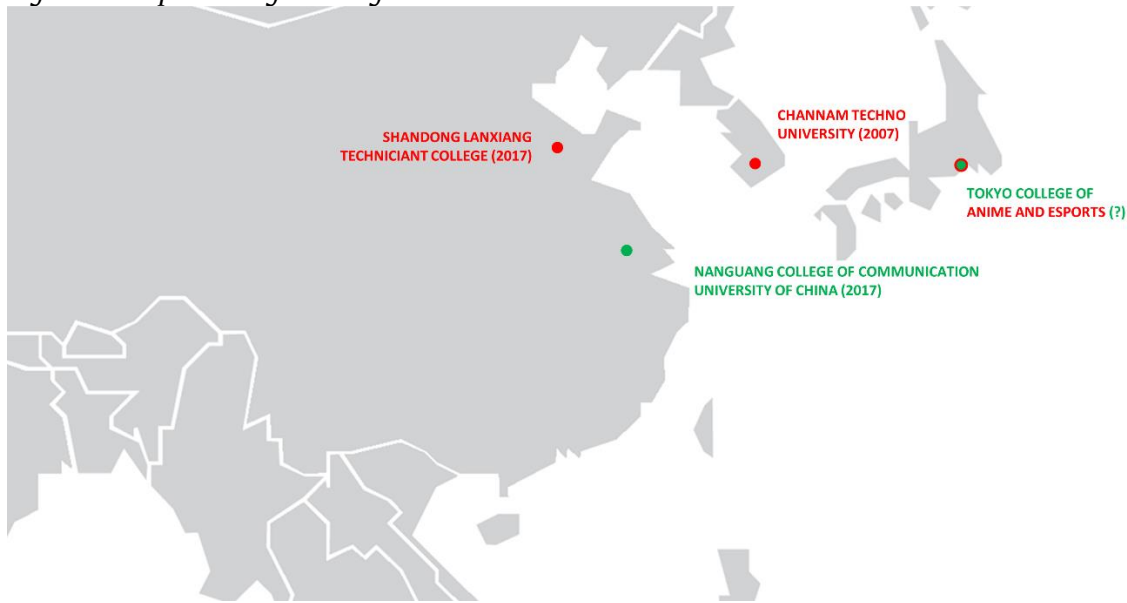 SHANDONG LANXIANG
TECHNICIANT COLLEGE (2017)
CHANNAM TECHNO
UNIVERSITY (2007)
TOKYO COLLEGE OF
ANIME AND ESPORTS (?)
NANGUANG COLLEGE OF COMMUNICATION
UNIVERSITY OF CHINA (2017)